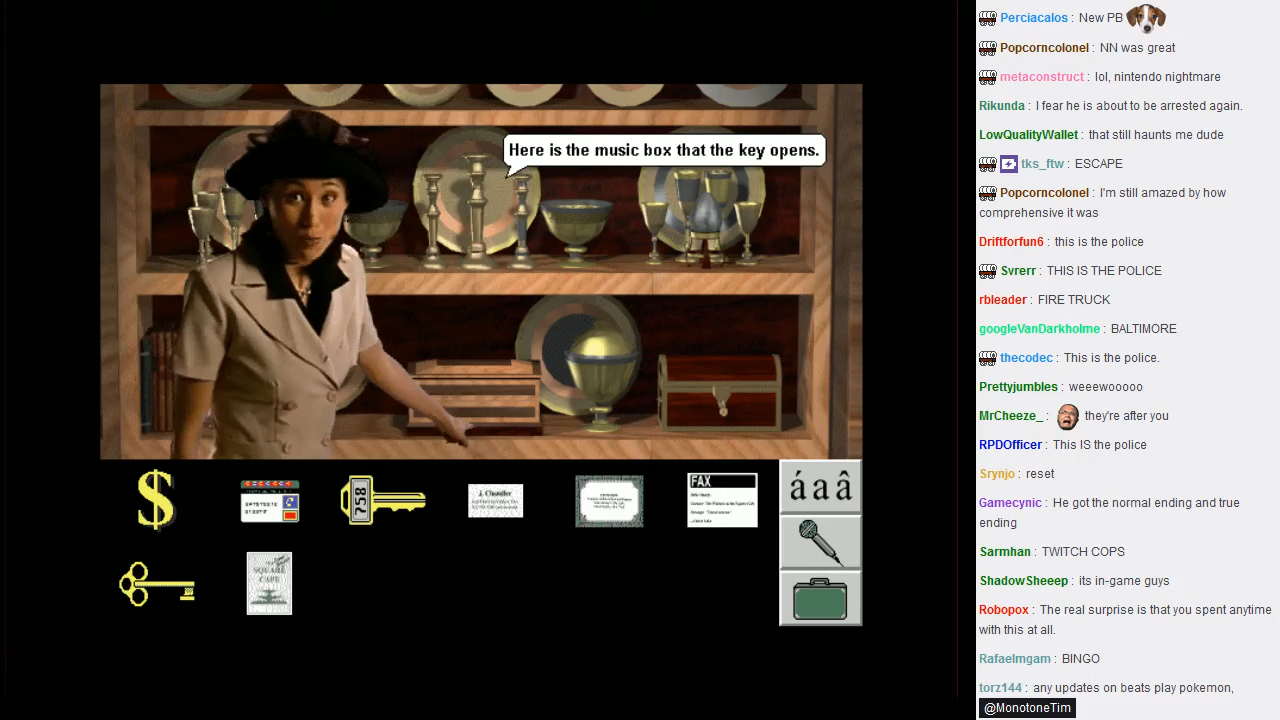 Here is the music box that the key opens.
758
J. Chandler
FAX
SQUARE
CAFE
á a â
Perciacalos : New PB
Popcorncolonel : NN was great
metaconstruct : lol, nintendo nightmare
Rikunda : I fear he is about to be arrested again.
LowQualityWallet : that still haunts me dude
tks_ftw : ESCAPE
Popcorncolonel : I'm still amazed by how
comprehensive it was
Driftforfun6 : this is the police
Svrerr : THIS IS THE POLICE
rbleader : FIRE TRUCK
googleVanDarkholme : BALTIMORE
thecodec : This is the police.
Prettyjumbles : weeewooooo
MrCheeze_ : they're after you
RPDOfficer : This IS the police
Srynjo : reset
Gamecynic : He got the normal ending, not the true
ending
Sarmhan : TWITCH COPS
ShadowSheeep : nice game guys
Robopox : The real surprise is that you spent anytime
with this at all.
Rafaelmgam : BINGO
torz144 : any updates on beats play pokemon,
@MonotoneTim